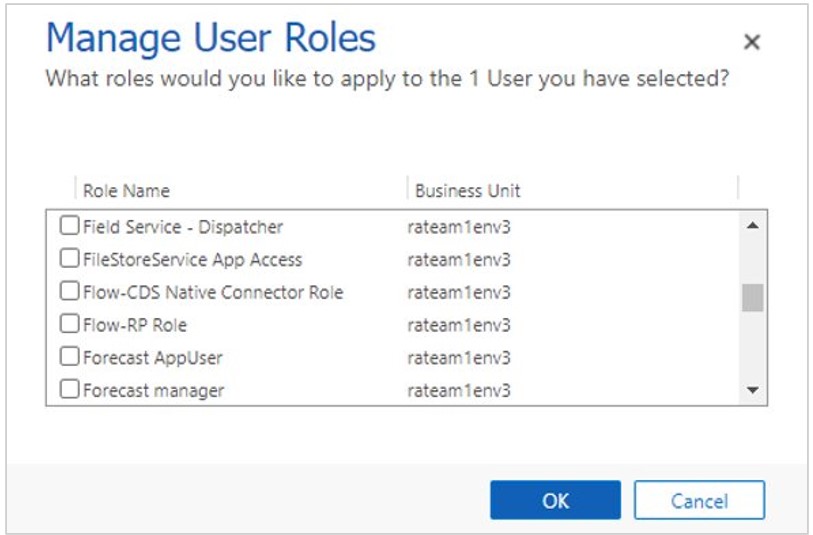 Manage User Roles
What roles would you like to apply to the 1 User you have selected?
Role Name Business Unit
Field Service - Dispatcher rateam1env3
FileStoreService App Access rateam1env3
Flow-CDS Native Connector Role rateam1env3
Flow-RP Role rateam1env3
Forecast AppUser rateam1env3
Forecast manager rateam1env3
OK Cancel